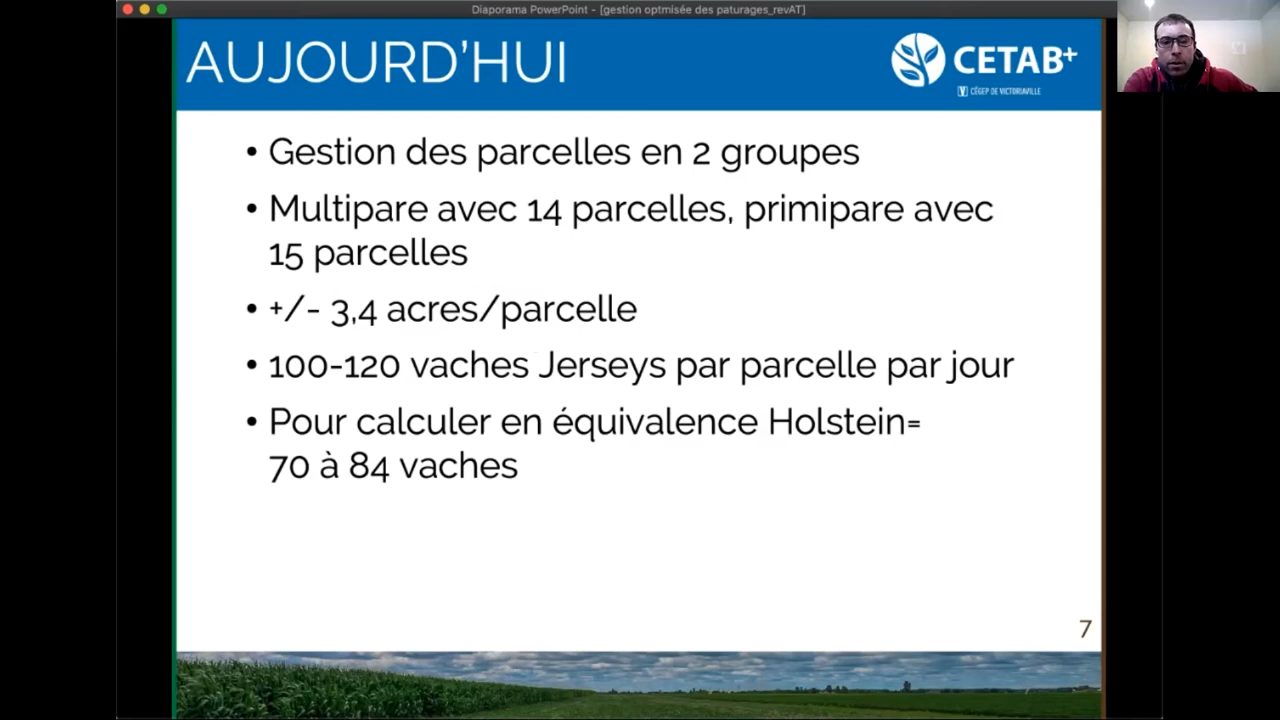 Diaporama PowerPoint - [gestion optmisée des paturages_revAT]
AUJOURD'HUI
CETAB+
CÉGEP DE VICTORIAVILLE
• Gestion des parcelles en 2 groupes
• Multipare avec 14 parcelles, primipare avec
15 parcelles
• +/- 3,4 acres/parcelle
• 100-120 vaches Jerseys par parcelle par jour
• Pour calculer en équivalence Holstein=
70 à 84 vaches
7